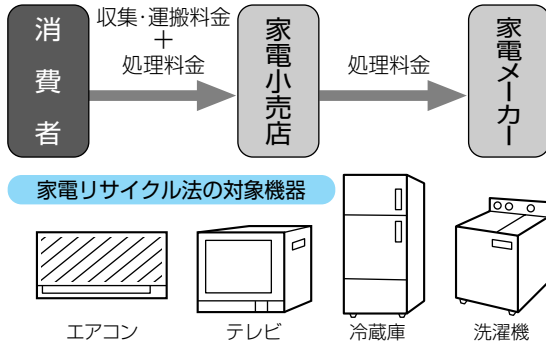 消費者
収集・運搬料金
＋
処理料金
家電小売店
処理料金
家電メーカー
家電リサイクル法の対象機器
エアコン
テレビ
冷蔵庫
洗濯機